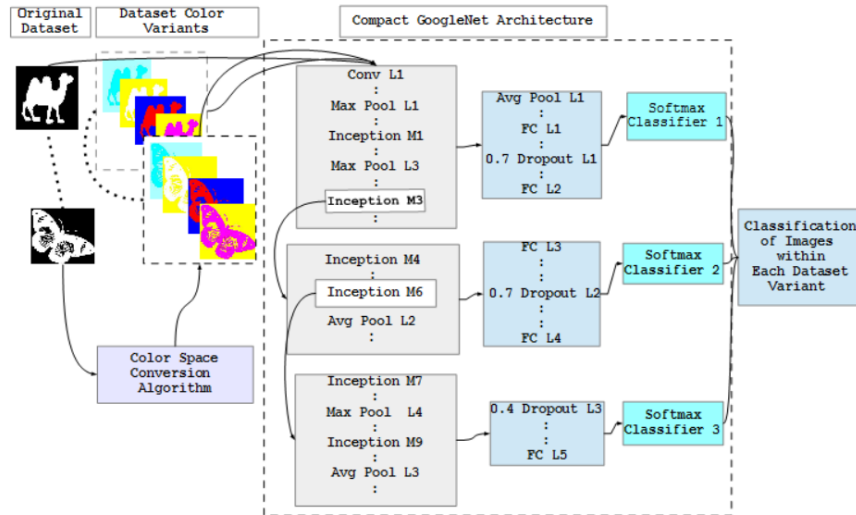 Original
Dataset
Dataset Color
Variants
Compact GoogleNet Architecture
Conv L1
:
Max Pool L1
:
Inception M1
:
Max Pool L3
:
Inception M3
:
Avg Pool L1
:
FC L1
:
0.7 Dropout L1
:
FC L2
Softmax
Classifier 1
Inception M4
:
Inception M6
:
Avg Pool L2
:
FC L3
:
0.7 Dropout L2
:
:
FC L4
Softmax
Classifier 2
Classification
of Images
within
Each Dataset
Variant
Color Space
Conversion
Algorithm
Inception M7
:
Max Pool L4
:
Inception M9
:
Avg Pool L3
:
0.4 Dropout L3
:
:
FC L5
Softmax
Classifier 3